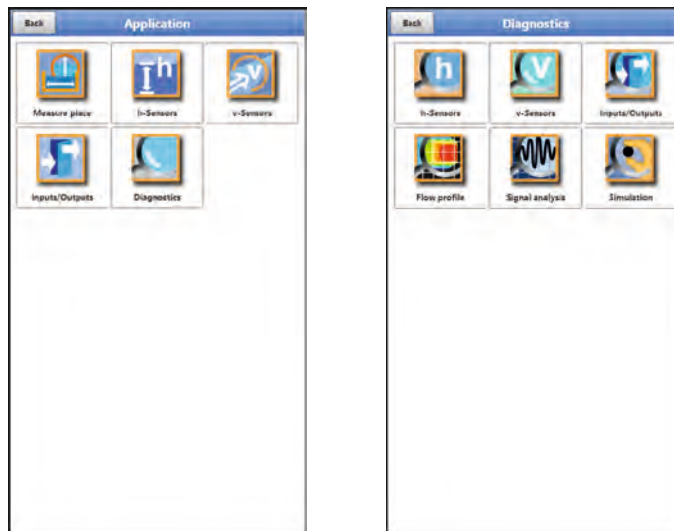 Back
Application
Measure place
h-Sensors
v-Sensors
Inputs/Outputs
Diagnostics
Back
Diagnostics
h-Sensors
v-Sensors
Inputs/Outputs
Flow profile
Signal analysis
Simulation